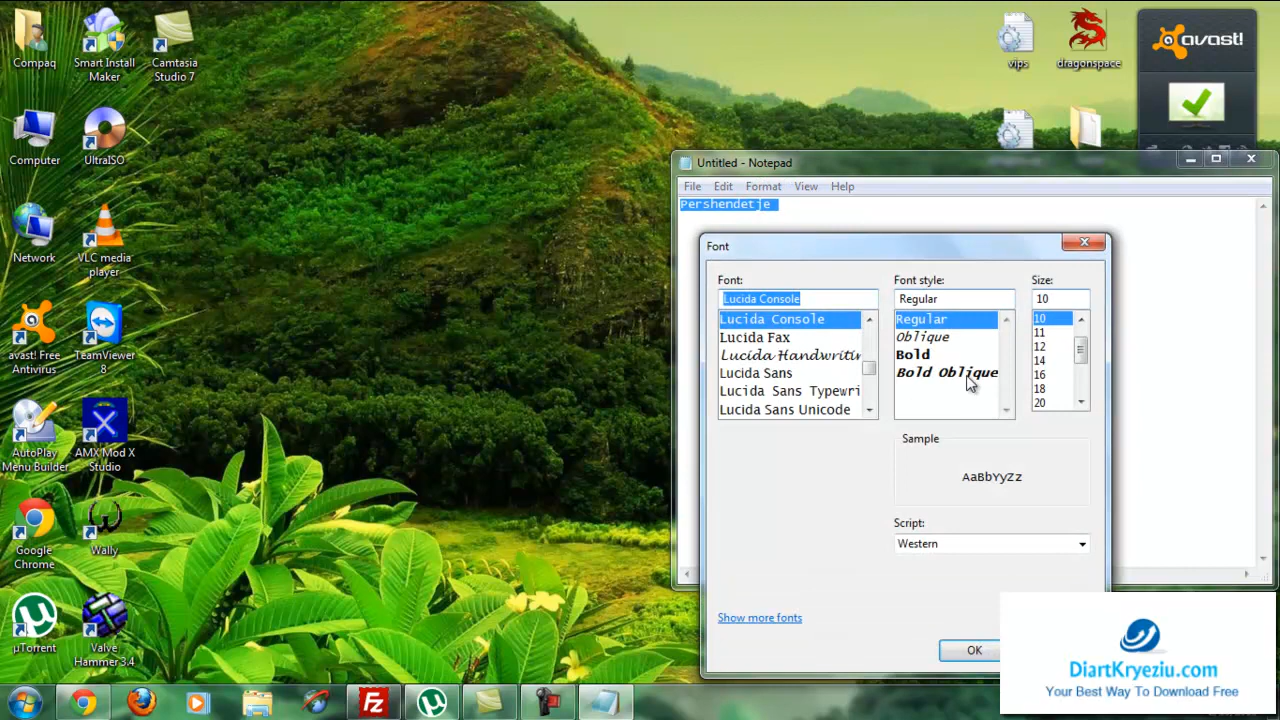 Compaq
Smart Install
Maker
Camtasia
Studio 7
Computer
UltraISO
Network
VLC media
player
avast! Free
Antivirus
TeamViewer
8
AutoPlay
Menu Builder
AMX Mod X
Studio
Google
Chrome
Wally
µTorrent
Valve
Hammer 3.4
vips
dragonspace
avast!
Untitled - Notepad
File Edit Format View Help
Pershendetje
Font
Font: Font style: Size:
Lucida Console Regular 10
Lucida Console Regular 10
Lucida Fax Oblique 11
Lucida Handwritin Bold 12
Lucida Sans Bold Oblique 14
Lucida Sans Typewri 16
Lucida Sans Unicode 18
20
Sample
AaBbYyZz
Script:
Western
Show more fonts
OK
DiartKryeziu.com
Your Best Way To Download Free